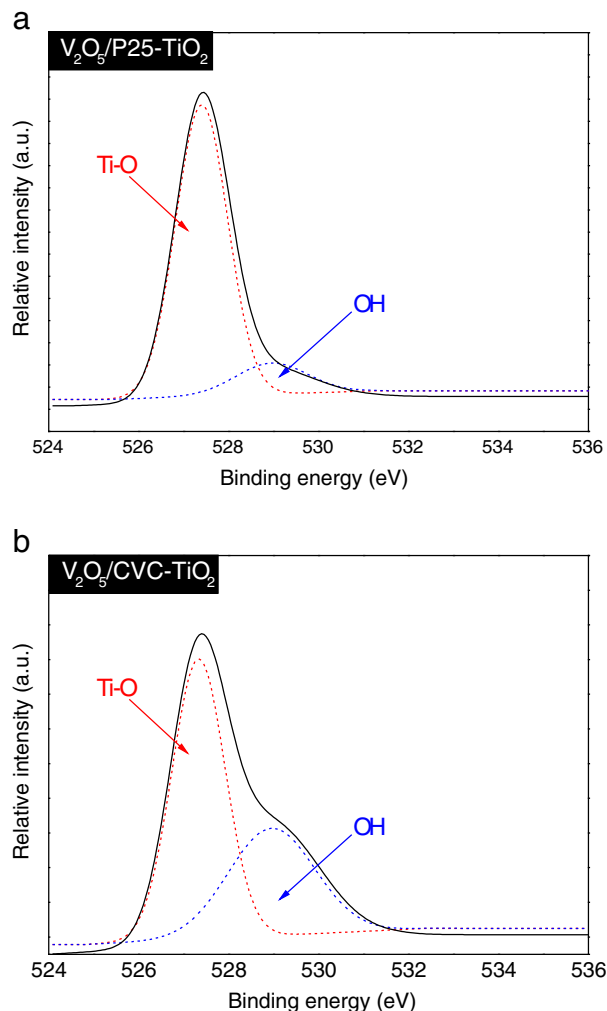 a
V₂O₅/P25-TiO₂
Relative intensity (a.u.)
Ti-O
OH
524 526 528 530 532 534 536
Binding energy (eV)
b
V₂O₅/CVC-TiO₂
Relative intensity (a.u.)
Ti-O
OH
524 526 528 530 532 534 536
Binding energy (eV)